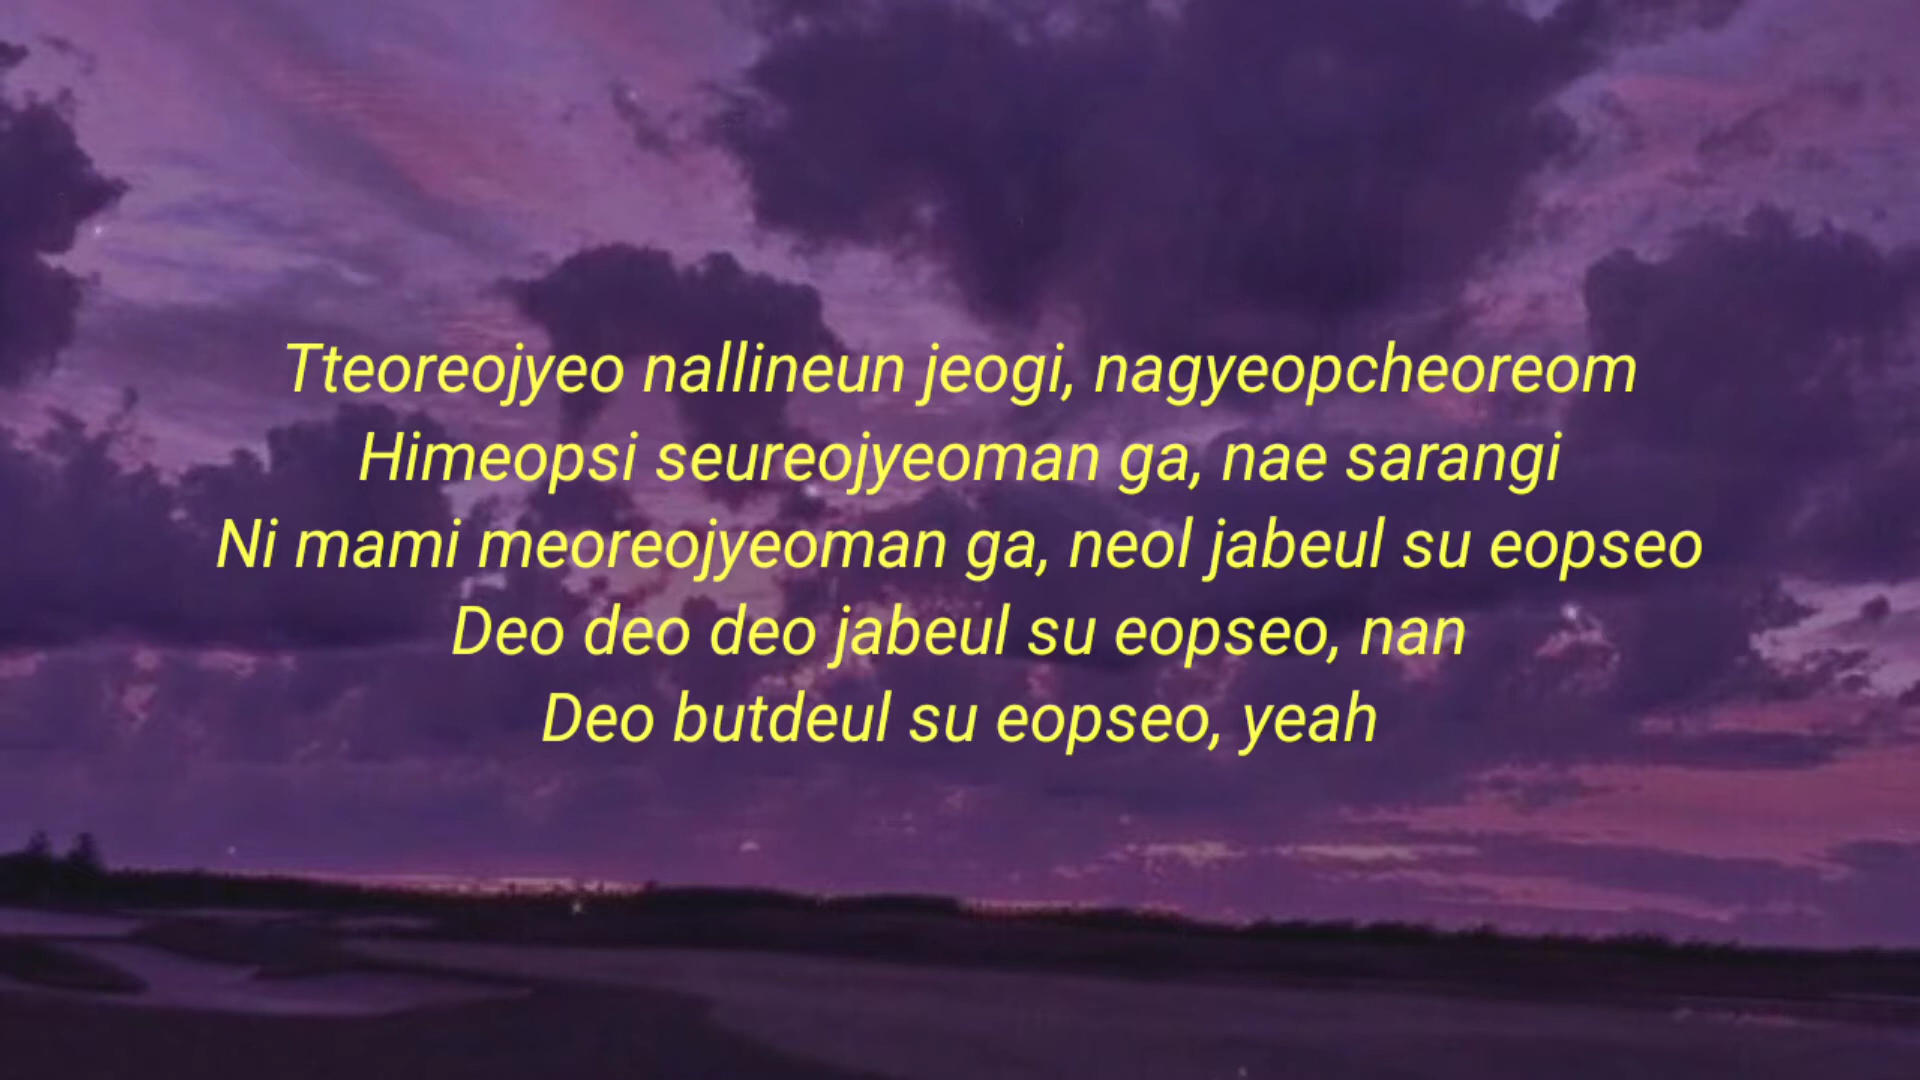 Tteoreojyeo nallineun jeogi, nagyeopcheoreom
Himeopsi seureojyeoman ga, nae sarangi
Ni mami meoreojyeoman ga, neol jabeul su eopseo
Deo deo deo jabeul su eopseo, nan
Deo butdeul su eopseo, yeah